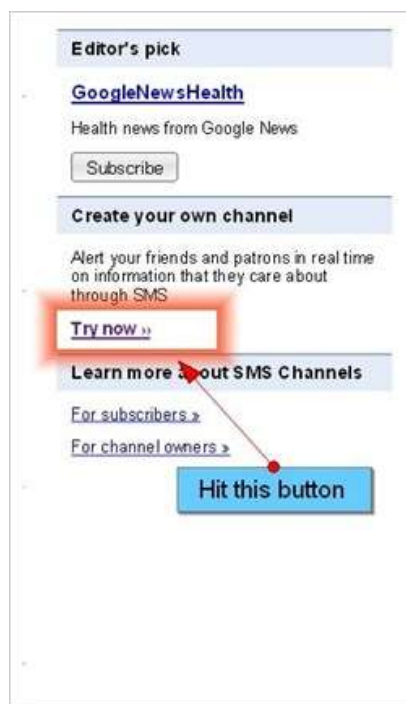 Editor's pick
GoogleNewsHealth
Health news from Google News
Subscribe
Create your own channel
Alert your friends and patrons in real time
on information that they care about
through SMS
Try now »
Learn more about SMS Channels
For subscribers »
For channel owners »
Hit this button